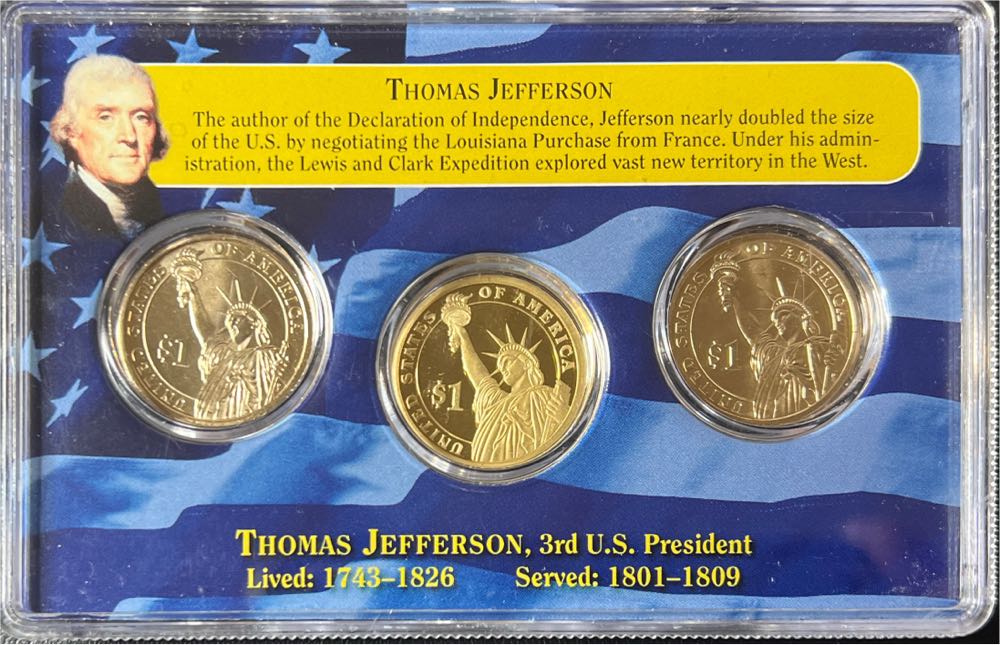 THOMAS JEFFERSON
The author of the Declaration of Independence, Jefferson nearly doubled the size
of the U.S. by negotiating the Louisiana Purchase from France. Under his admin-
istration, the Lewis and Clark Expedition explored vast new territory in the West.
UNITED STATES OF AMERICA
$1
UNITED STATES OF AMERICA
$1
UNITED STATES OF AMERICA
$1
THOMAS JEFFERSON, 3rd U.S. President
Lived: 1743–1826 Served: 1801–1809